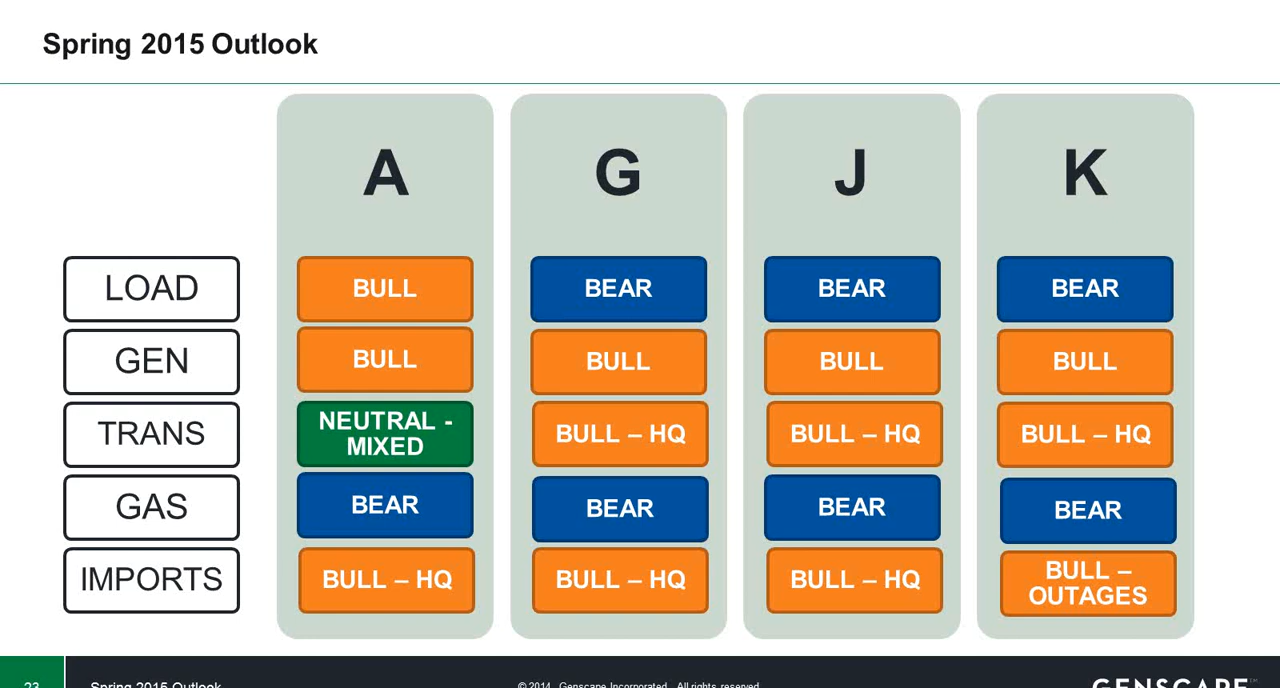 Spring 2015 Outlook
A G J K
LOAD BULL BEAR BEAR BEAR
GEN BULL BULL BULL BULL
TRANS NEUTRAL - MIXED BULL – HQ BULL – HQ BULL – HQ
GAS BEAR BEAR BEAR BEAR
IMPORTS BULL – HQ BULL – HQ BULL – HQ BULL – OUTAGES
23 Spring 2015 Outlook © 2014 Genscape Incorporated. All rights reserved GENSCAPE™